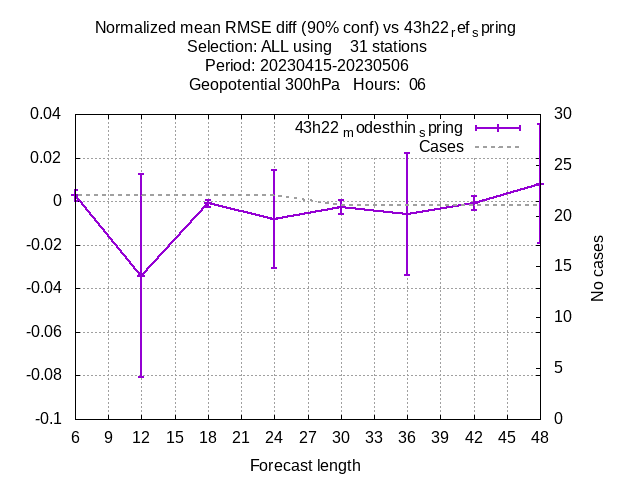 Normalized mean RMSE diff (90% conf) vs 43h22refspring
Selection: ALL using    31 stations
Period: 20230415-20230506
Geopotential 300hPa   Hours:  06
43h22modesthinspring
Cases
0.04
0.02
0
-0.02
-0.04
-0.06
-0.08
-0.1
30
25
20
15
10
5
0
No cases
6 9 12 15 18 21 24 27 30 33 36 39 42 45 48
Forecast length